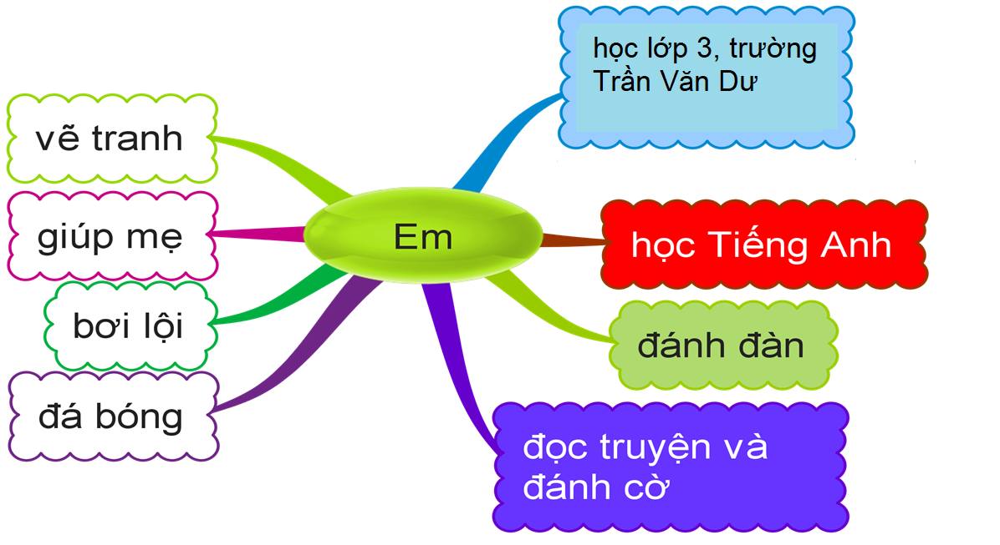 học lớp 3, trường
Trần Văn Dư
vẽ tranh
giúp mẹ
Em
học Tiếng Anh
bơi lội
đánh đàn
đá bóng
đọc truyện và
đánh cờ